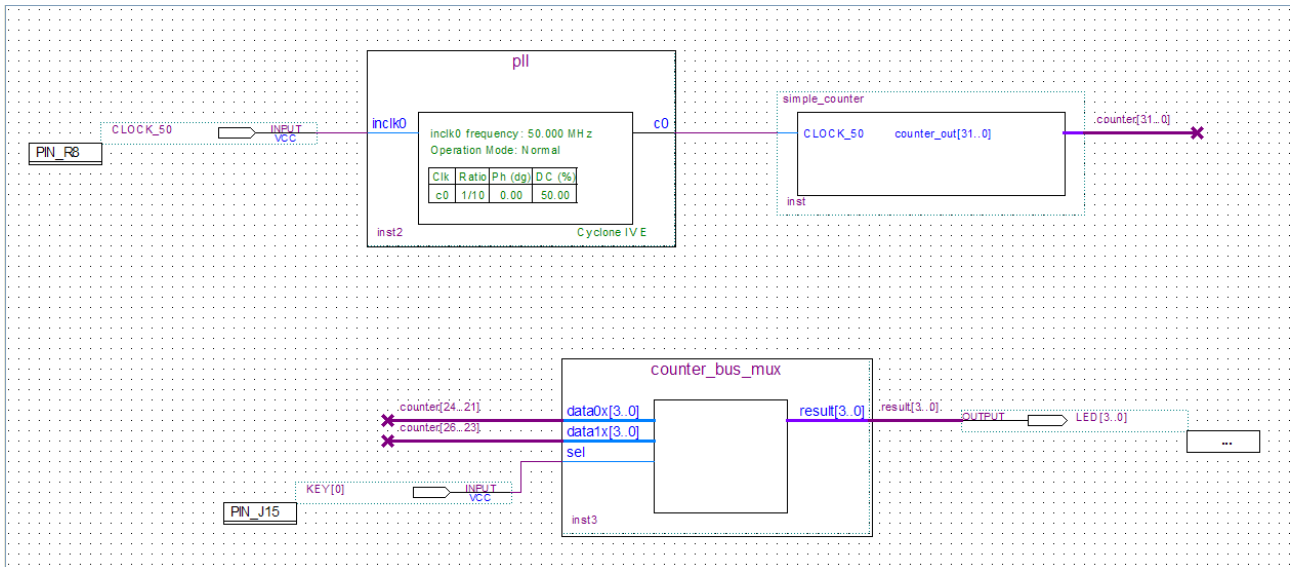 pll
CLOCK_50 INPUT VCC
PIN_R8
inclk0
c0
inclk0 frequency: 50.000 MHz
Operation Mode: Normal
Clk Ratio Ph (dg) DC (%)
c0 1/10 0.00 50.00
inst2
Cyclone IV E
simple_counter
CLOCK_50 counter_out[31..0]
inst
counter[31..0]
counter_bus_mux
counter[24..21]
counter[26..23]
data0x[3..0]
data1x[3..0]
sel
result[3..0]
inst3
result[3..0]
OUTPUT LED[3..0]
...
KEY[0] INPUT VCC
PIN_J15